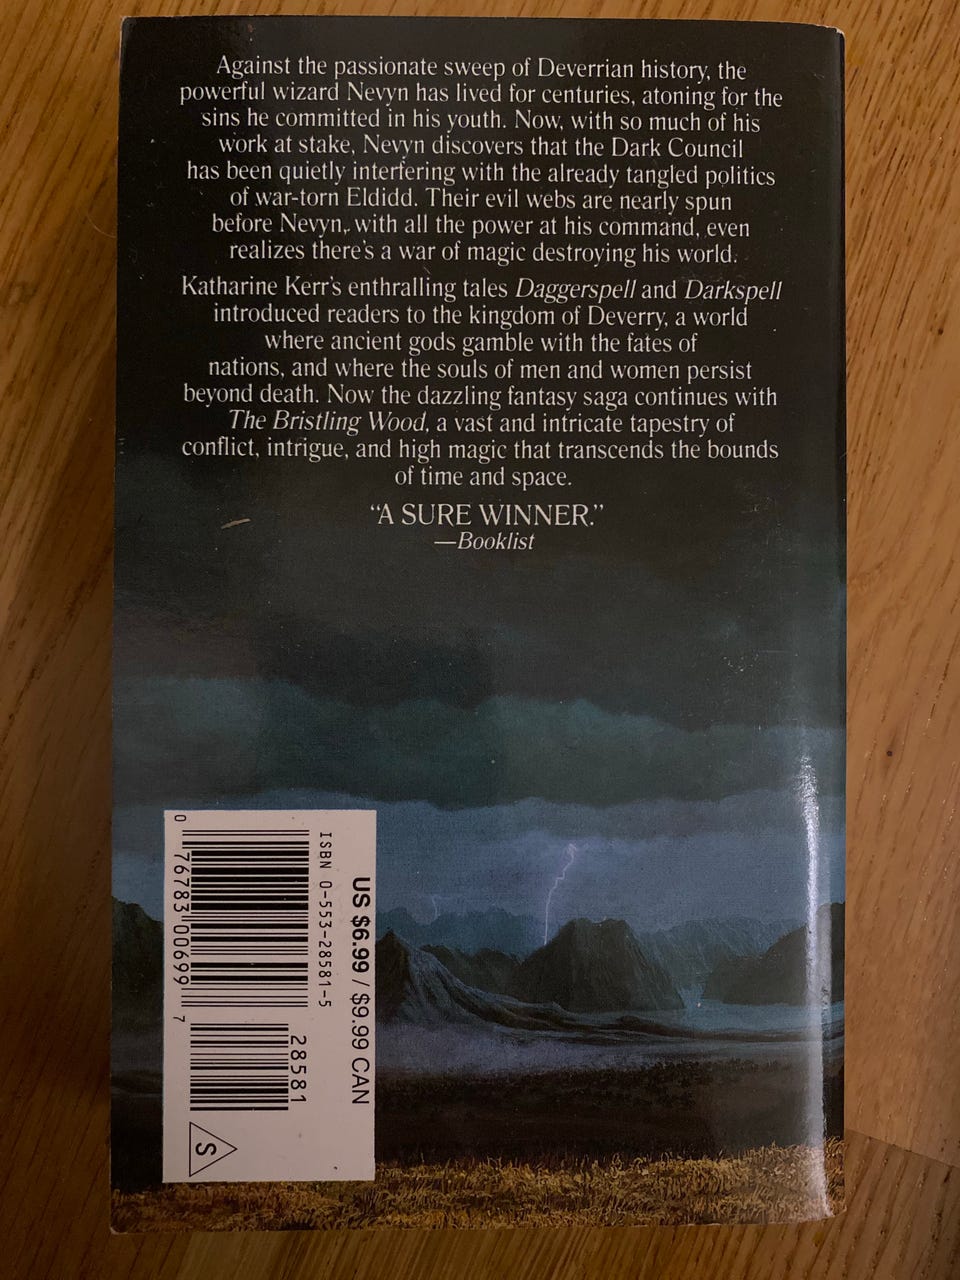 Against the passionate sweep of Deverrian history, the
powerful wizard Nevyn has lived for centuries, atoning for the
sins he committed in his youth. Now, with so much of his
work at stake, Nevyn discovers that the Dark Council
has been quietly interfering with the already tangled politics
of war-torn Eldidd. Their evil webs are nearly spun
before Nevyn, with all the power at his command, even
realizes there's a war of magic destroying his world.
Katharine Kerr's enthralling tales Daggerspell and Darkspell
introduced readers to the kingdom of Deverry, a world
where ancient gods gamble with the fates of
nations, and where the souls of men and women persist
beyond death. Now the dazzling fantasy saga continues with
The Bristling Wood, a vast and intricate tapestry of
conflict, intrigue, and high magic that transcends the bounds
of time and space.
“A SURE WINNER.”
—Booklist
US $6.99 / $9.99 CAN
ISBN 0-553-28581-5
28581
0 76783 00699 7
S